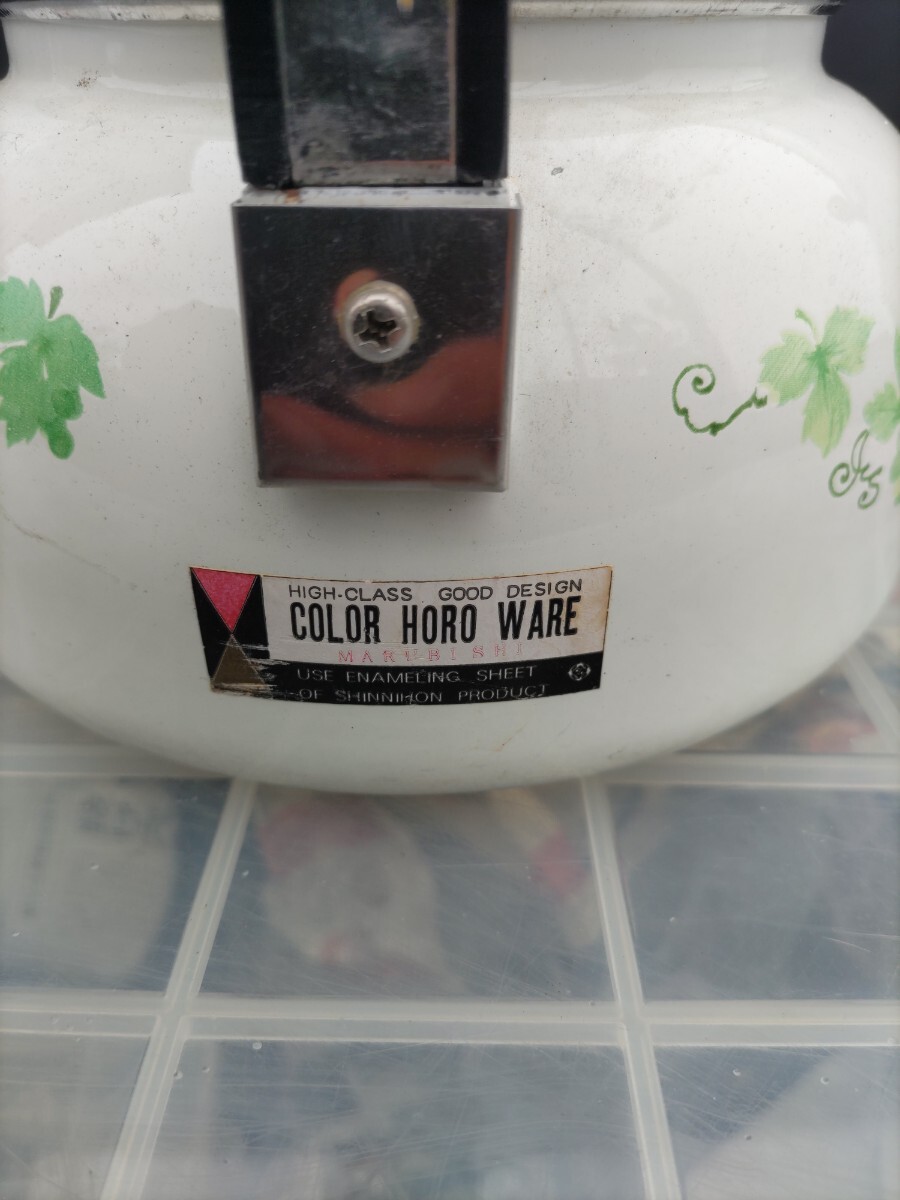 HIGH-CLASS GOOD DESIGN
COLOR HORO WARE
MARUBISHI
USE ENAMELING SHEET
OF SHINNIHON PRODUCT